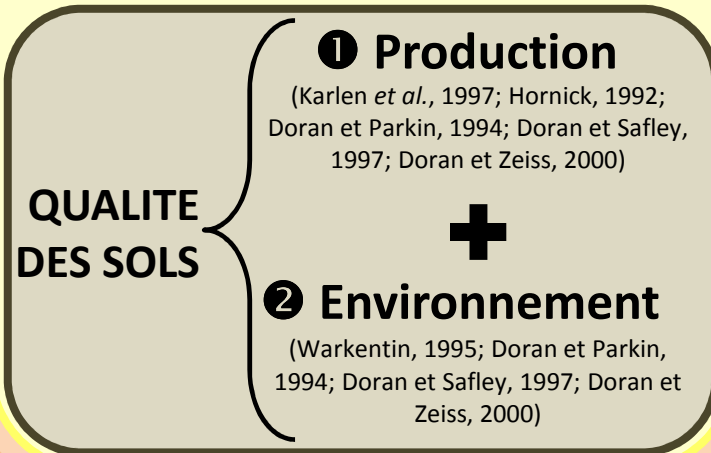 ❶ Production
(Karlen et al., 1997; Hornick, 1992;
Doran et Parkin, 1994; Doran et Safley,
1997; Doran et Zeiss, 2000)
QUALITE
DES SOLS
✚
❷ Environnement
(Warkentin, 1995; Doran et Parkin,
1994; Doran et Safley, 1997; Doran et
Zeiss, 2000)